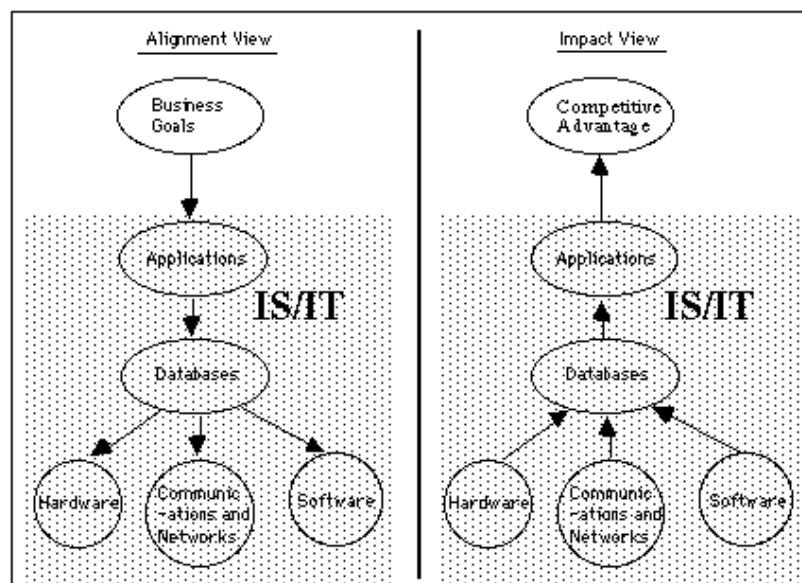 Alignment View
Business
Goals
Applications
IS/IT
Databases
Hardware
Communic
-ations and
Networks
Software
Impact View
Competitive
Advantage
Applications
IS/IT
Databases
Hardware
Communic
-ations and
Networks
Software